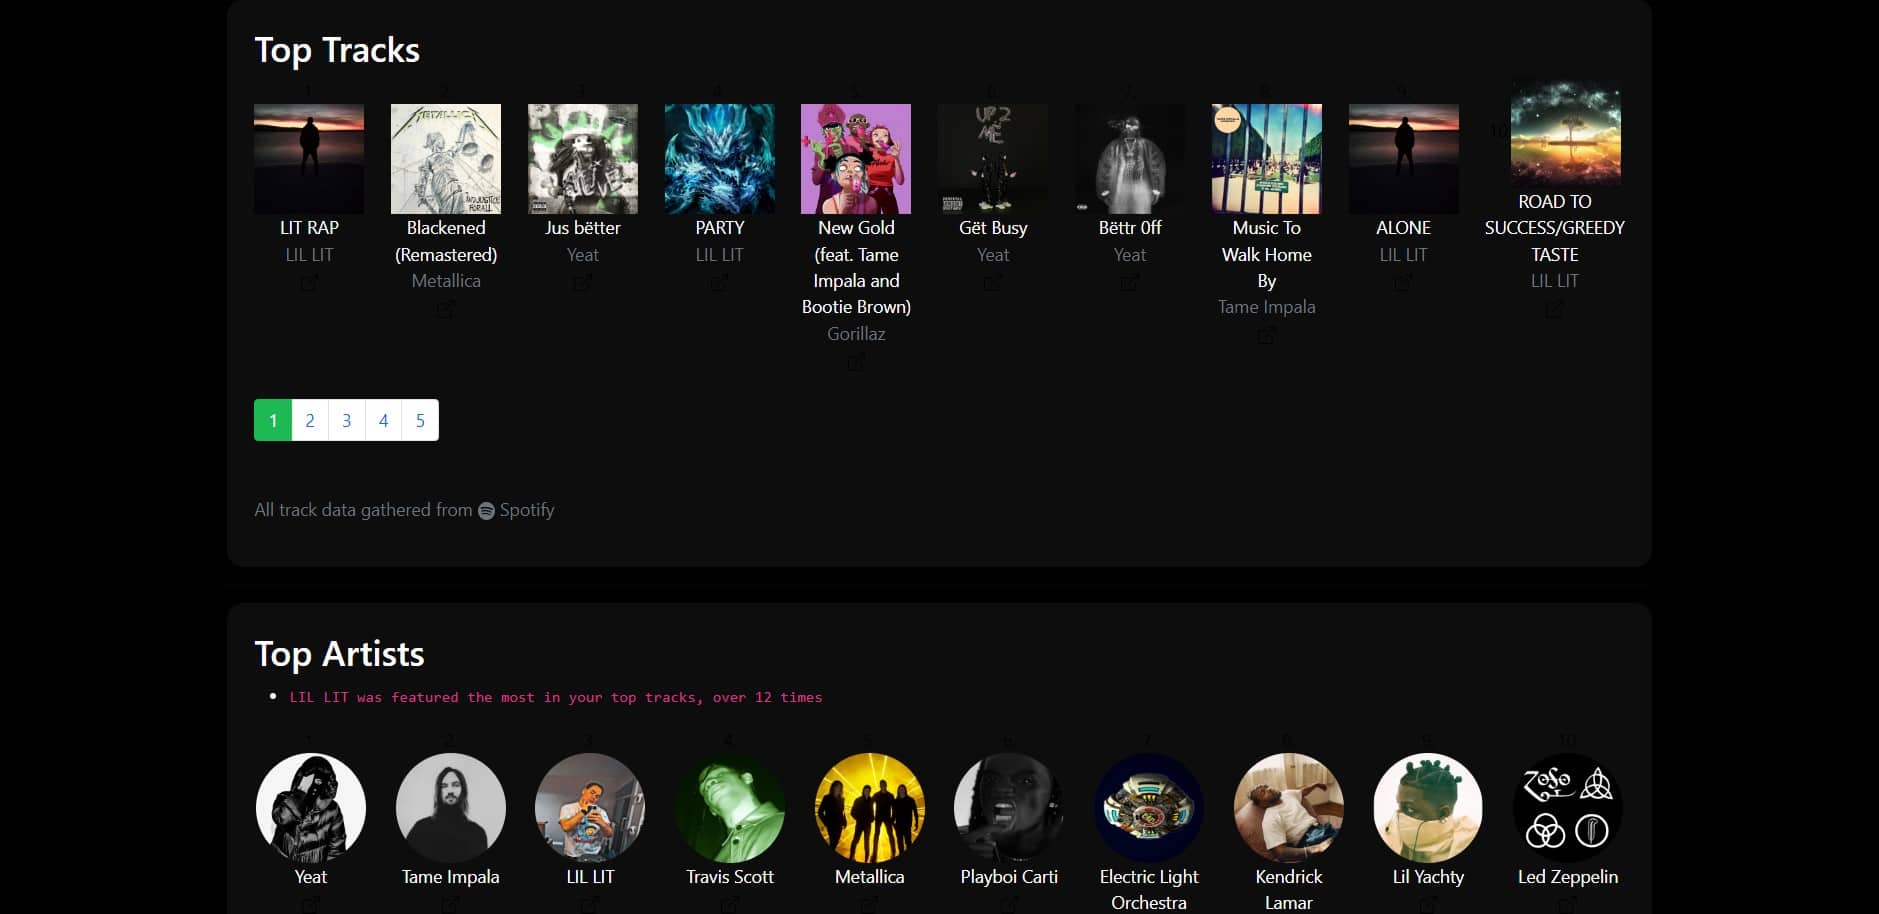 Top Tracks
1
2
3
4
5
6
7
8
9
10
METALLICA
UP 2
MË
LIT RAP
LIL LIT
Blackened
(Remastered)
Metallica
Jus bëtter
Yeat
PARTY
LIL LIT
New Gold
(feat. Tame
Impala and
Bootie Brown)
Gorillaz
Gët Busy
Yeat
Bëttr 0ff
Yeat
Music To
Walk Home
By
Tame Impala
ALONE
LIL LIT
ROAD TO
SUCCESS/GREEDY
TASTE
LIL LIT
1 2 3 4 5
All track data gathered from Spotify
Top Artists
LIL LIT was featured the most in your top tracks, over 12 times
1
2
3
4
5
6
7
8
9
10
Yeat
Tame Impala
LIL LIT
Travis Scott
Metallica
Playboi Carti
Electric Light
Orchestra
Kendrick
Lamar
Lil Yachty
Led Zeppelin